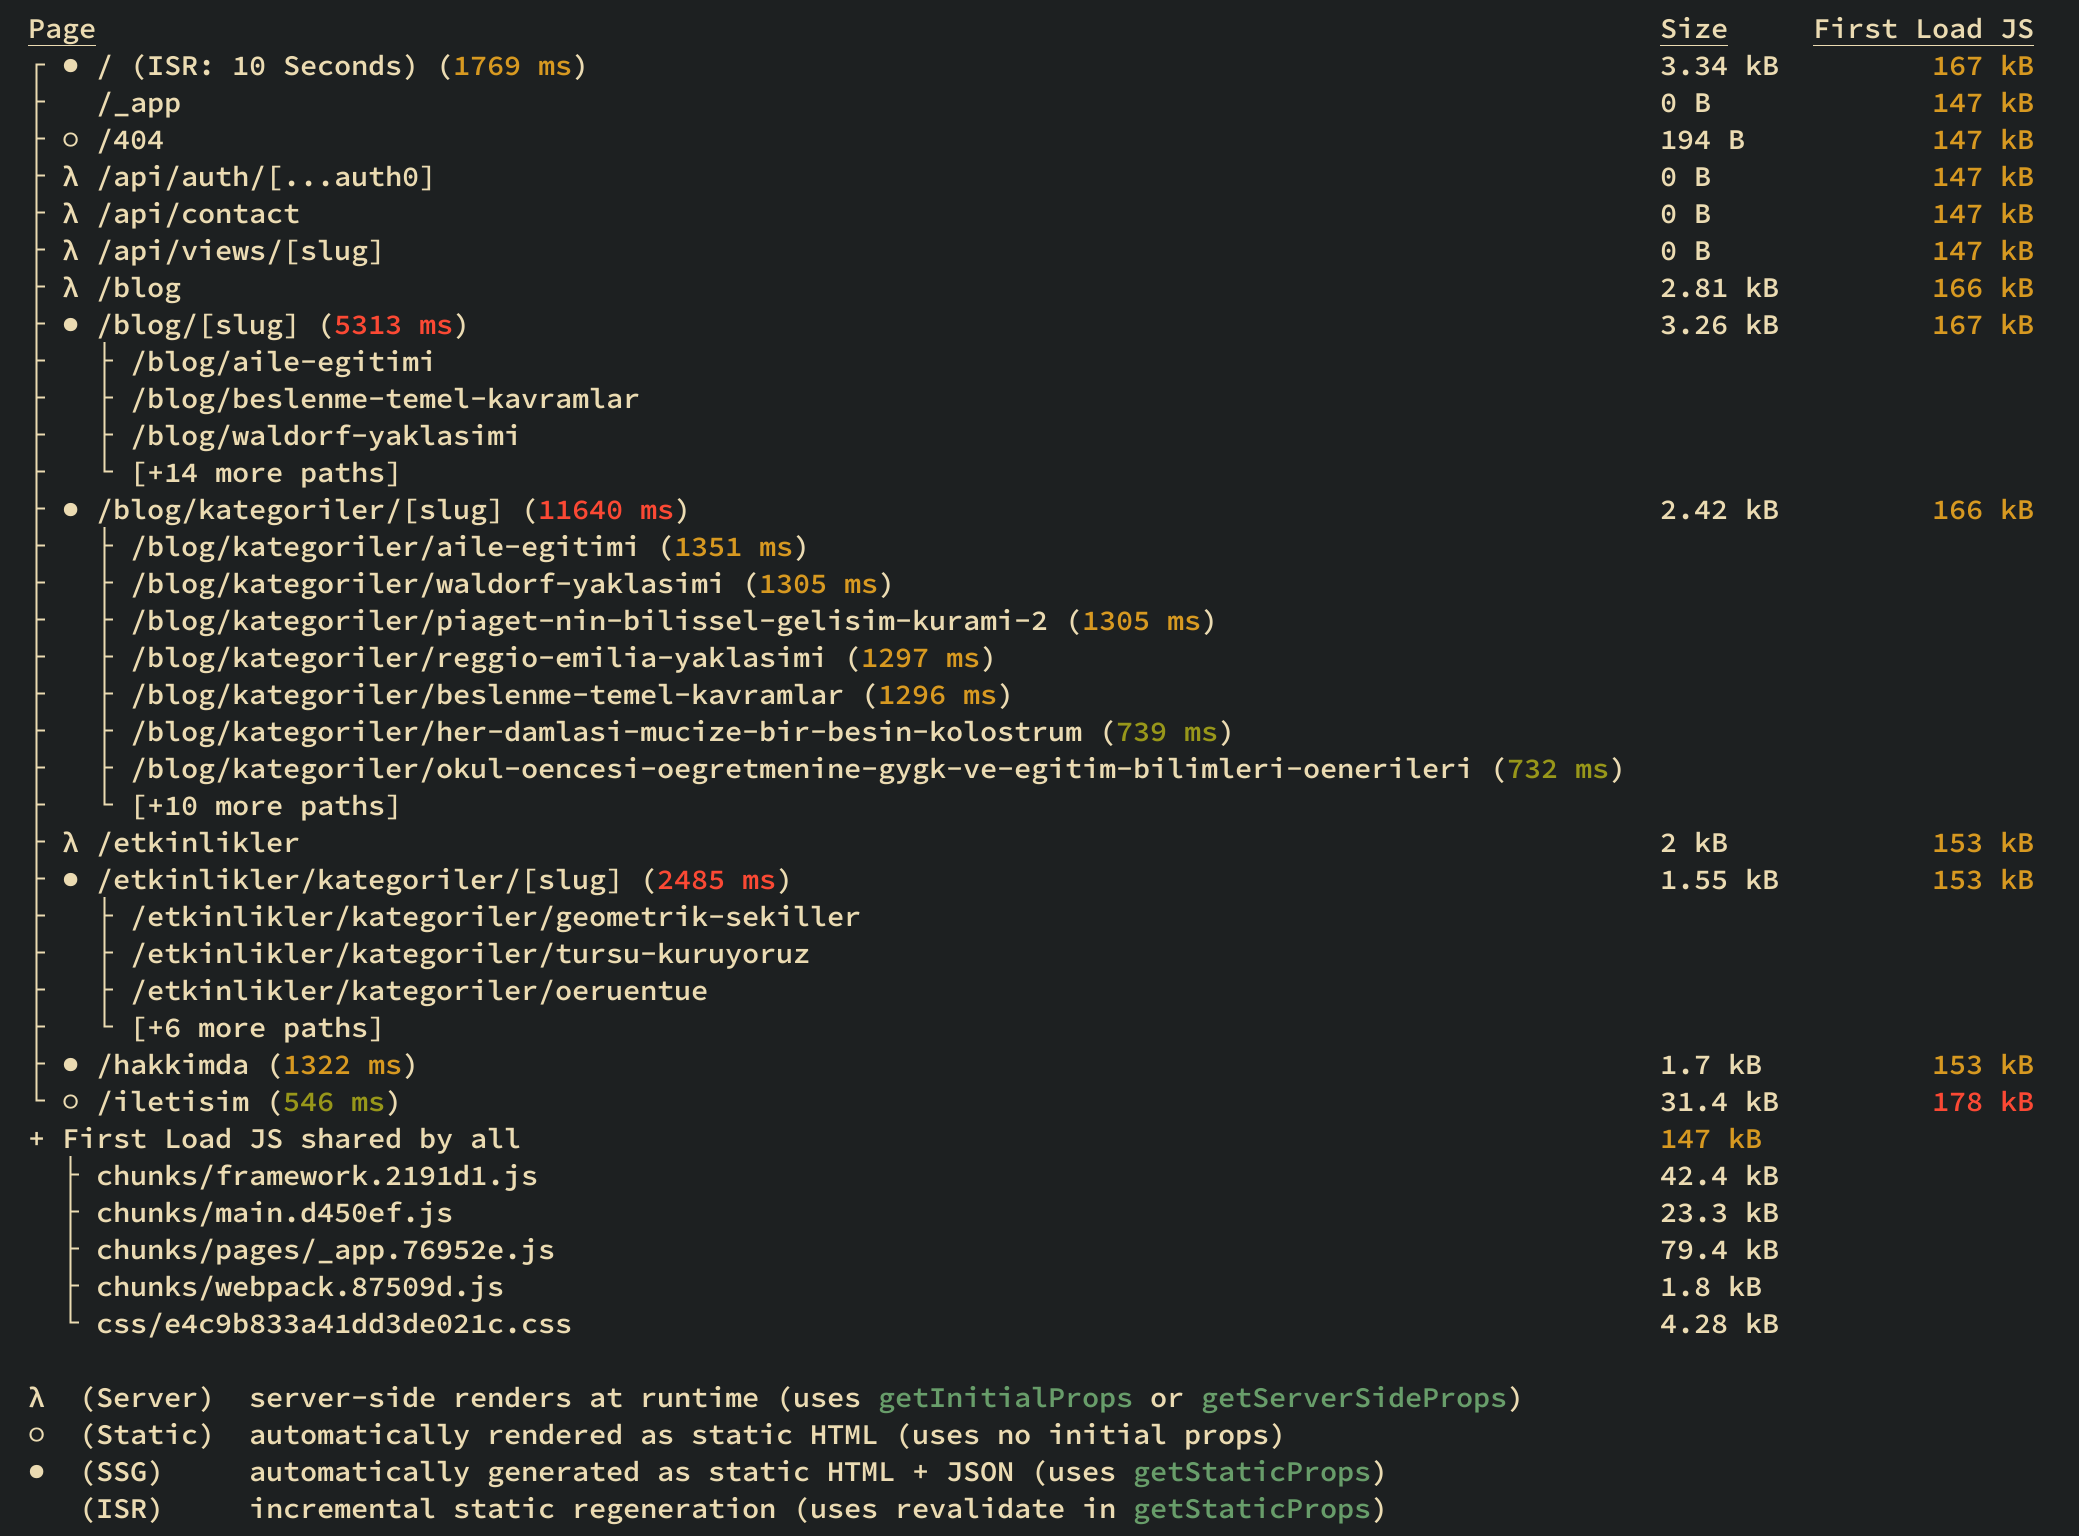 Page Size First Load JS
┌ ● / (ISR: 10 Seconds) (1769 ms) 3.34 kB 167 kB
├   /_app 0 B 147 kB
├ ○ /404 194 B 147 kB
├ λ /api/auth/[...auth0] 0 B 147 kB
├ λ /api/contact 0 B 147 kB
├ λ /api/views/[slug] 0 B 147 kB
├ λ /blog 2.81 kB 166 kB
├ ● /blog/[slug] (5313 ms) 3.26 kB 167 kB
├   ├ /blog/aile-egitimi
├   ├ /blog/beslenme-temel-kavramlar
├   ├ /blog/waldorf-yaklasimi
├   └ [+14 more paths]
├ ● /blog/kategoriler/[slug] (11640 ms) 2.42 kB 166 kB
├   ├ /blog/kategoriler/aile-egitimi (1351 ms)
├   ├ /blog/kategoriler/waldorf-yaklasimi (1305 ms)
├   ├ /blog/kategoriler/piaget-nin-bilissel-gelisim-kurami-2 (1305 ms)
├   ├ /blog/kategoriler/reggio-emilia-yaklasimi (1297 ms)
├   ├ /blog/kategoriler/beslenme-temel-kavramlar (1296 ms)
├   ├ /blog/kategoriler/her-damlasi-mucize-bir-besin-kolostrum (739 ms)
├   ├ /blog/kategoriler/okul-oencesi-oegretmenine-gygk-ve-egitim-bilimleri-oenerileri (732 ms)
├   └ [+10 more paths]
├ λ /etkinlikler 2 kB 153 kB
├ ● /etkinlikler/kategoriler/[slug] (2485 ms) 1.55 kB 153 kB
├   ├ /etkinlikler/kategoriler/geometrik-sekiller
├   ├ /etkinlikler/kategoriler/tursu-kuruyoruz
├   ├ /etkinlikler/kategoriler/oeruentue
├   └ [+6 more paths]
├ ● /hakkimda (1322 ms) 1.7 kB 153 kB
└ ○ /iletisim (546 ms) 31.4 kB 178 kB
+ First Load JS shared by all 147 kB
  ├ chunks/framework.2191d1.js 42.4 kB
  ├ chunks/main.d450ef.js 23.3 kB
  ├ chunks/pages/_app.76952e.js 79.4 kB
  ├ chunks/webpack.87509d.js 1.8 kB
  └ css/e4c9b833a41dd3de021c.css 4.28 kB
λ (Server) server-side renders at runtime (uses getInitialProps or getServerSideProps)
○ (Static) automatically rendered as static HTML (uses no initial props)
● (SSG) automatically generated as static HTML + JSON (uses getStaticProps)
(ISR) incremental static regeneration (uses revalidate in getStaticProps)